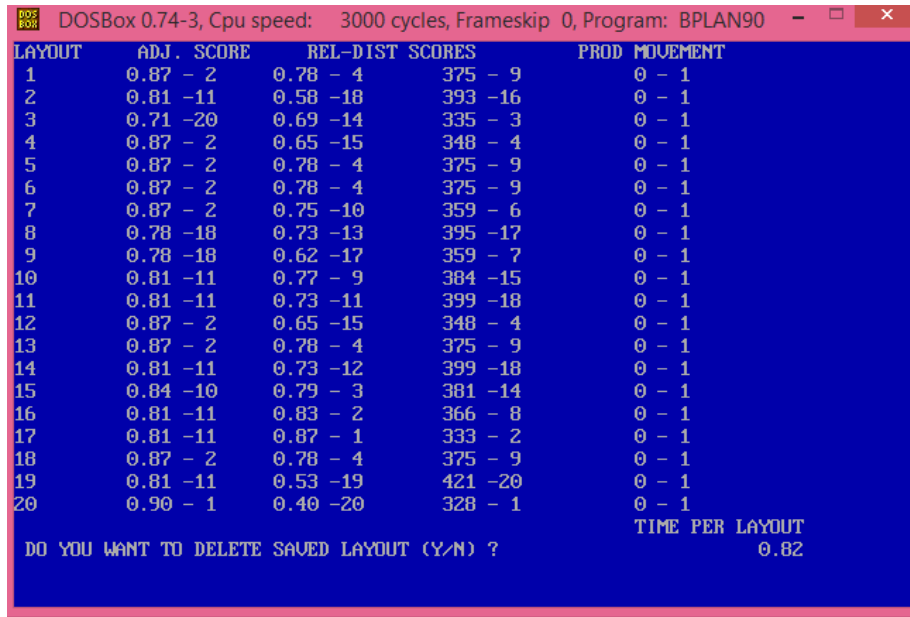 DOS BOX DOSBox 0.74-3, Cpu speed: 3000 cycles, Frameskip 0, Program: BPLAN90
LAYOUT ADJ. SCORE REL-DIST SCORES PROD MOVEMENT
1 0.87 - 2 0.78 - 4 375 - 9 0 - 1
2 0.81 -11 0.58 -18 393 -16 0 - 1
3 0.71 -20 0.69 -14 335 - 3 0 - 1
4 0.87 - 2 0.65 -15 348 - 4 0 - 1
5 0.87 - 2 0.78 - 4 375 - 9 0 - 1
6 0.87 - 2 0.78 - 4 375 - 9 0 - 1
7 0.87 - 2 0.75 -10 359 - 6 0 - 1
8 0.78 -18 0.73 -13 395 -17 0 - 1
9 0.78 -18 0.62 -17 359 - 7 0 - 1
10 0.81 -11 0.77 - 9 384 -15 0 - 1
11 0.81 -11 0.73 -11 399 -18 0 - 1
12 0.87 - 2 0.65 -15 348 - 4 0 - 1
13 0.87 - 2 0.78 - 4 375 - 9 0 - 1
14 0.81 -11 0.73 -12 399 -18 0 - 1
15 0.84 -10 0.79 - 3 381 -14 0 - 1
16 0.81 -11 0.83 - 2 366 - 8 0 - 1
17 0.81 -11 0.87 - 1 333 - 2 0 - 1
18 0.87 - 2 0.78 - 4 375 - 9 0 - 1
19 0.81 -11 0.53 -19 421 -20 0 - 1
20 0.90 - 1 0.40 -20 328 - 1 0 - 1
TIME PER LAYOUT
DO YOU WANT TO DELETE SAVED LAYOUT (Y/N) ? 0.82